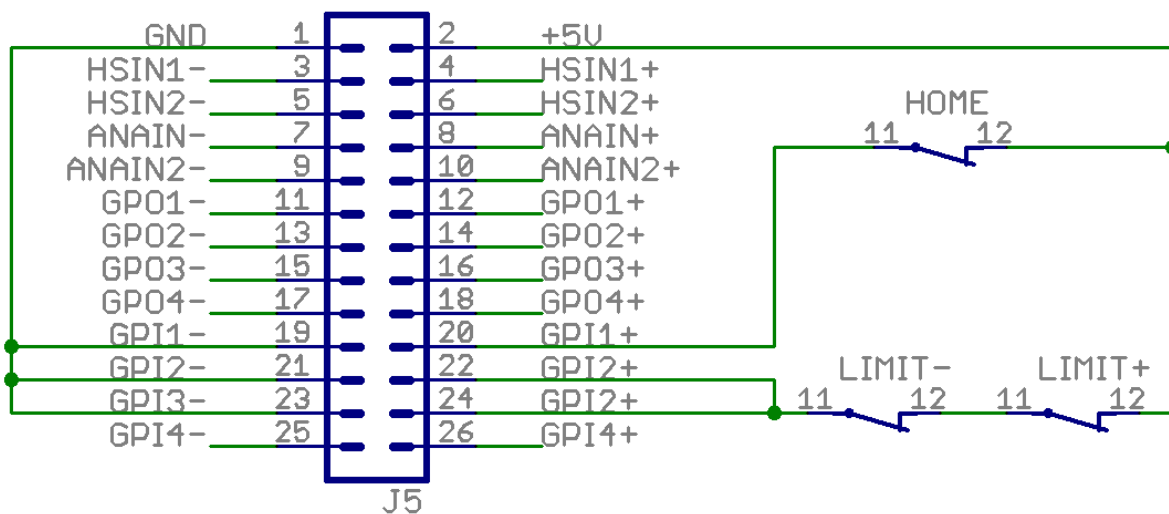 GND 1 2 +5V
HSIN1- 3 4 HSIN1+
HSIN2- 5 6 HSIN2+
HOME
ANAIN- 7 8 ANAIN+ 11 12
ANAIN2- 9 10 ANAIN2+
GPO1- 11 12 GPO1+
GPO2- 13 14 GPO2+
GPO3- 15 16 GPO3+
GPO4- 17 18 GPO4+
GPI1- 19 20 GPI1+
GPI2- 21 22 GPI2+ LIMIT- LIMIT+
GPI3- 23 24 GPI2+ 11 12 11 12
GPI4- 25 26 GPI4+
J5